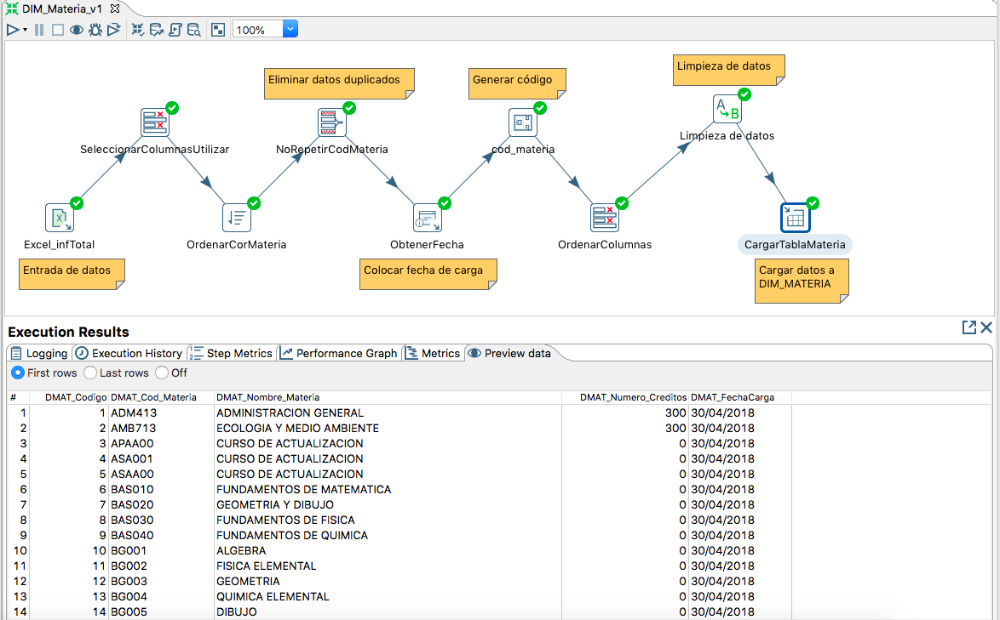 DIM_Materia_v1
100%
Limpieza de datos
Eliminar datos duplicados
Generar código
Limpieza de datos
SeleccionarColumnasUtilizar
NoRepetirCodMateria
cod_materia
Excel_infTotal
OrdenarCorMateria
ObtenerFecha
OrdenarColumnas
CargarTablaMateria
Entrada de datos
Colocar fecha de carga
Cargar datos a
DIM_MATERIA
Execution Results
Logging Execution History Step Metrics Performance Graph Metrics Preview data
First rows Last rows Off
# DMAT_Codigo DMAT_Cod_Materia DMAT_Nombre_Materia DMAT_Numero_Creditos DMAT_FechaCarga
1 1 ADM413 ADMINISTRACION GENERAL 300 30/04/2018
2 2 AMB713 ECOLOGIA Y MEDIO AMBIENTE 300 30/04/2018
3 3 APAA00 CURSO DE ACTUALIZACION 0 30/04/2018
4 4 ASA001 CURSO DE ACTUALIZACION 0 30/04/2018
5 5 ASAA00 CURSO DE ACTUALIZACION 0 30/04/2018
6 6 BAS010 FUNDAMENTOS DE MATEMATICA 0 30/04/2018
7 7 BAS020 GEOMETRIA Y DIBUJO 0 30/04/2018
8 8 BAS030 FUNDAMENTOS DE FISICA 0 30/04/2018
9 9 BAS040 FUNDAMENTOS DE QUIMICA 0 30/04/2018
10 10 BG001 ALGEBRA 0 30/04/2018
11 11 BG002 FISICA ELEMENTAL 0 30/04/2018
12 12 BG003 GEOMETRIA 0 30/04/2018
13 13 BG004 QUIMICA ELEMENTAL 0 30/04/2018
14 14 BG005 DIBUJO 0 30/04/2018